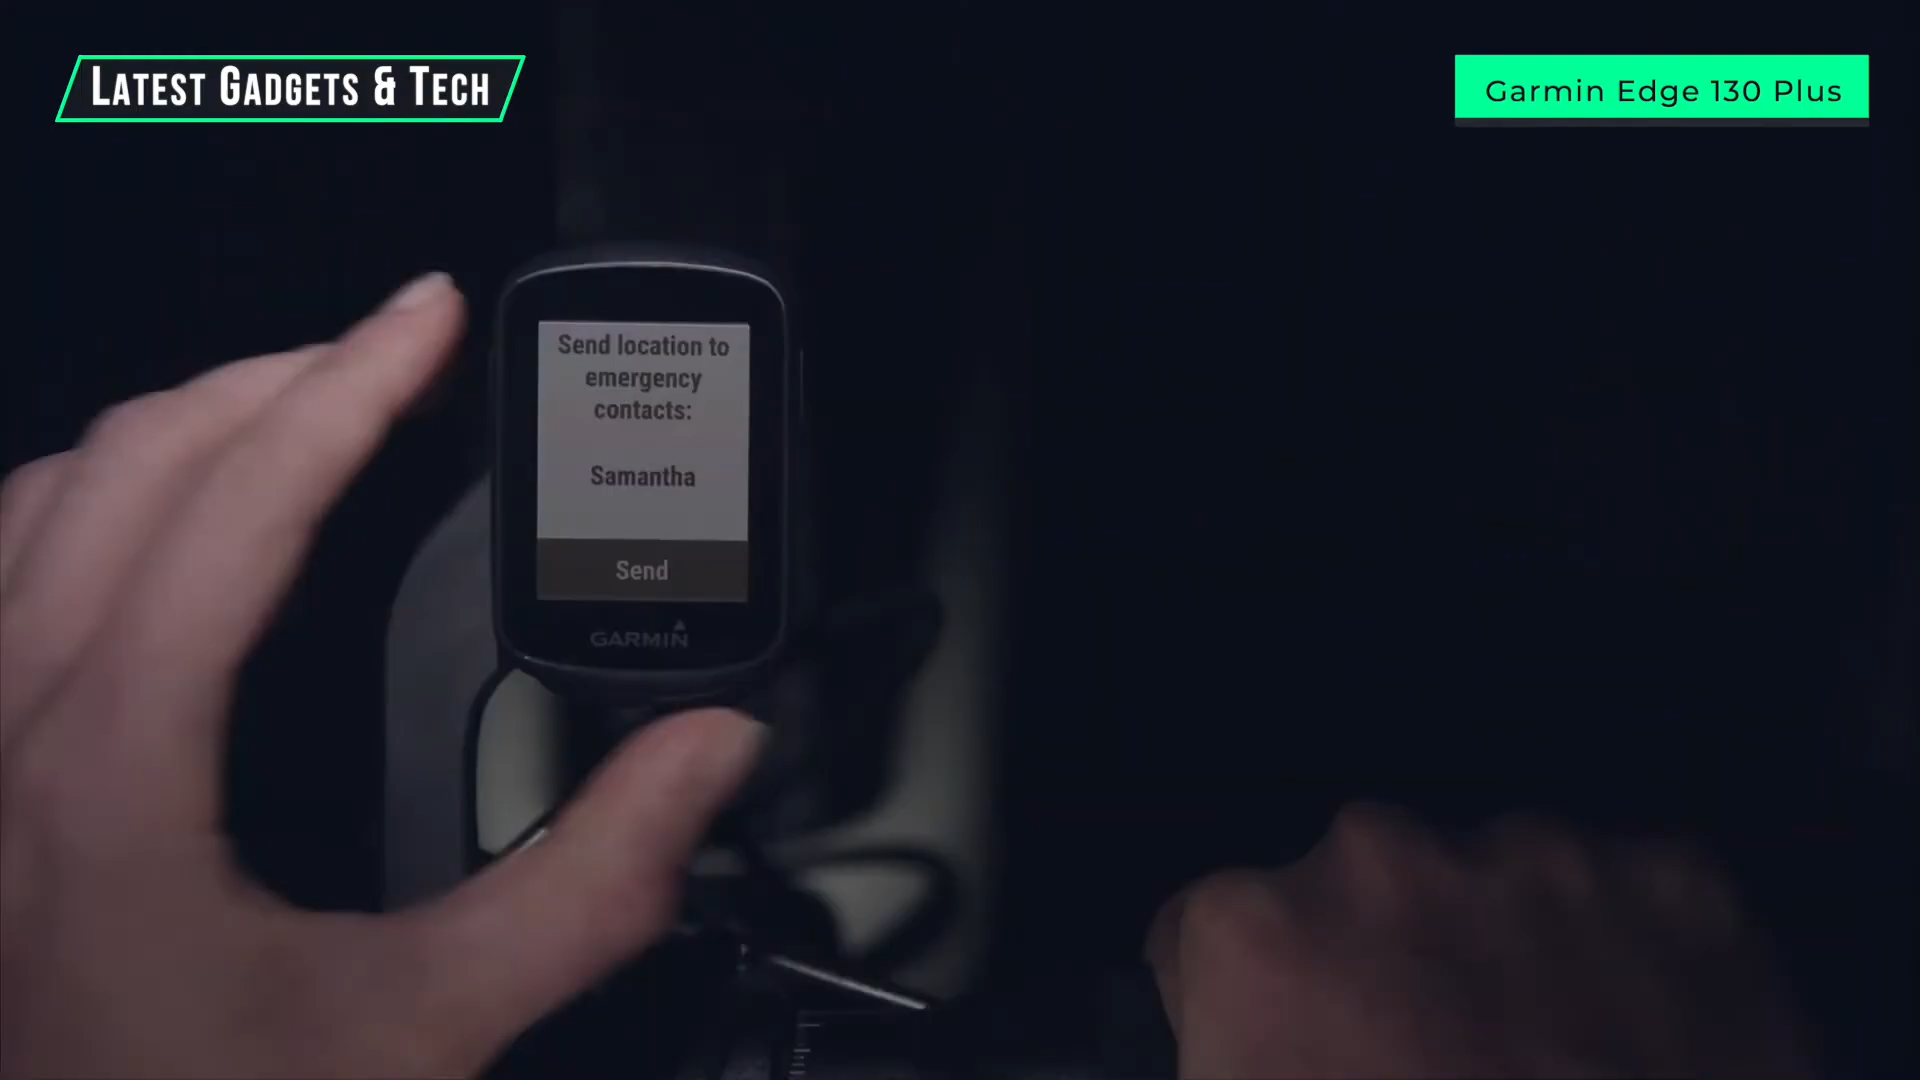 LATEST GADGETS & TECH
Garmin Edge 130 Plus
Send location to
emergency
contacts:
Samantha
Send
GARMIN